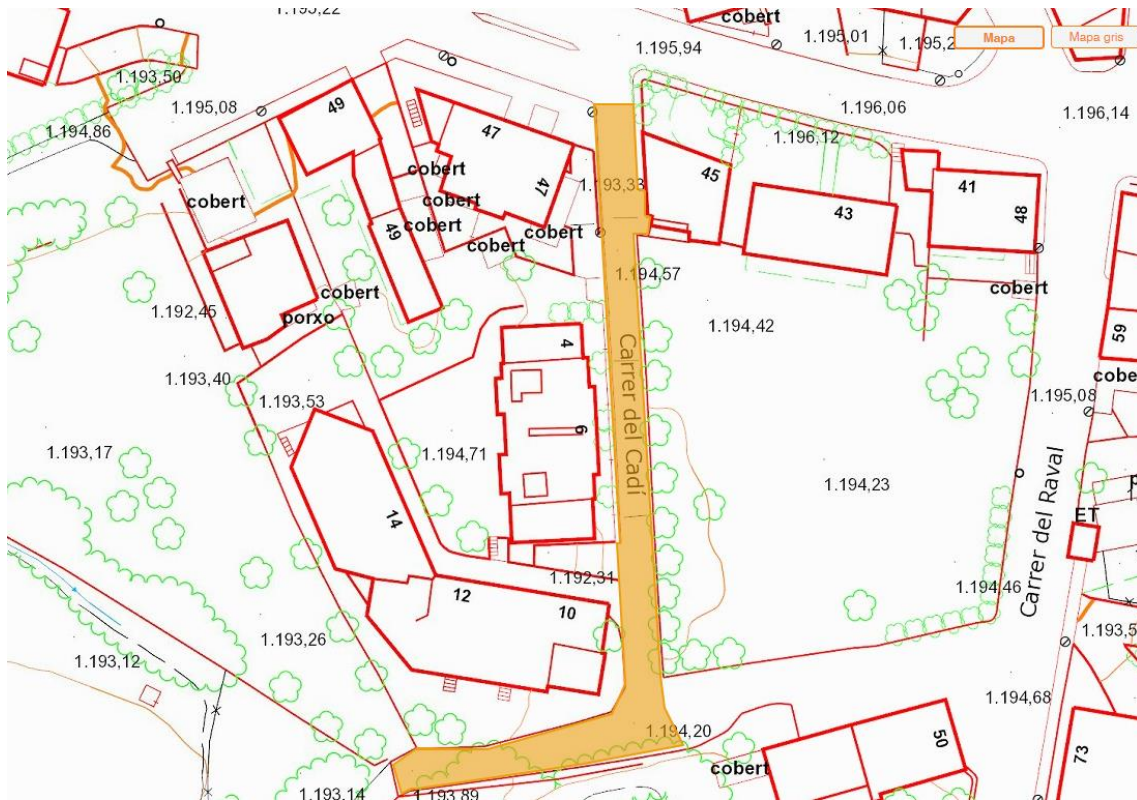 cobert
1.195,01
1.195,94
Mapa
Mapa gris
1.193,50
1.195,08
49
1.196,06
1.196,14
1.194,86
47
1.196,12
cobert
45
41
47
1.193,33
cobert
cobert
43
48
cobert
49
cobert
cobert
1.194,57
cobert
cobert
1.192,45
porxo
1.194,42
59
4
Carrer del Cadí
1.193,40
1.193,53
1.195,08
6
1.193,17
1.194,71
1.194,23
Carrer del Raval
14
ET
1.192,31
1.194,46
12
10
1.193,26
1.193,12
1.194,68
1.194,20
50
73
cobert
1.193,14
1.193,89